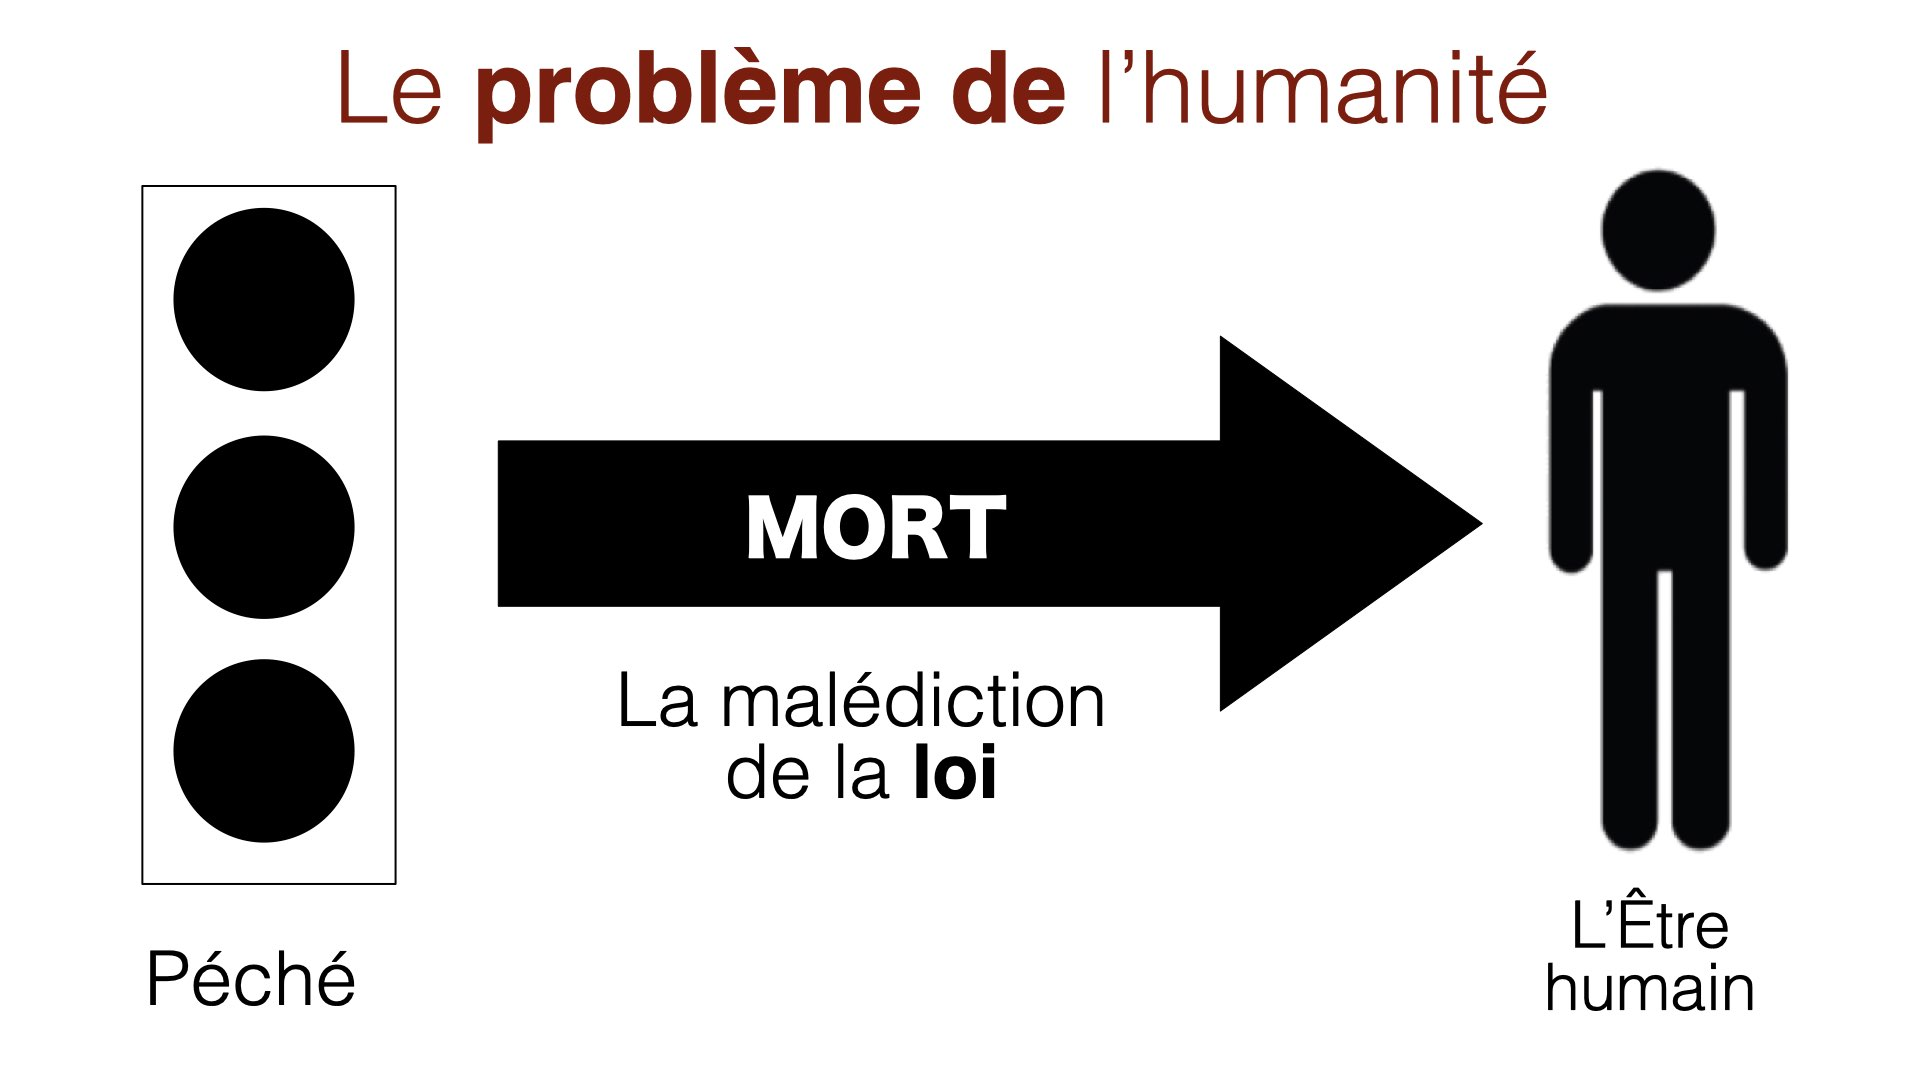 Le problème de l’humanité
MORT
La malédiction
de la loi
Péché
L’Être
humain